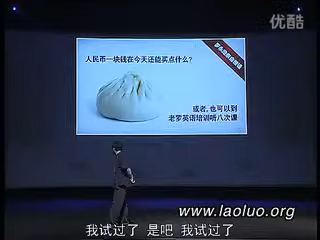 优酷
人民币一块钱在今天还能买点什么?
或者,也可以到
老罗英语培训听八次课
www.laoluo.org
我试过了 是吧 我试过了